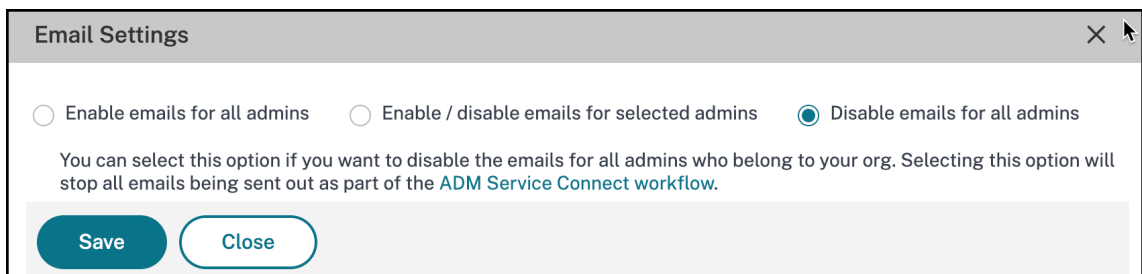 Email Settings
Enable emails for all admins
Enable / disable emails for selected admins
Disable emails for all admins
You can select this option if you want to disable the emails for all admins who belong to your org. Selecting this option will
stop all emails being sent out as part of the ADM Service Connect workflow.
Save
Close